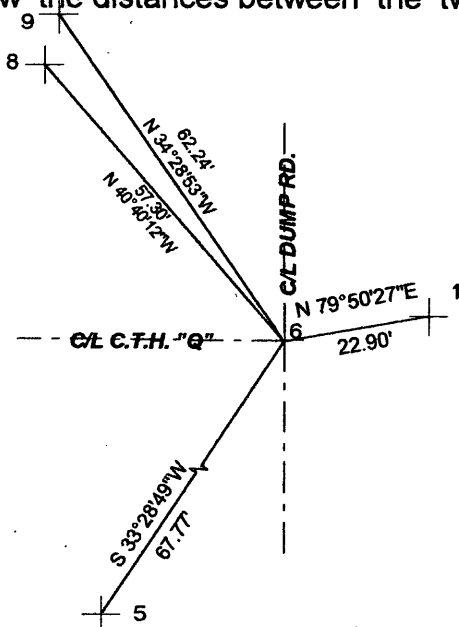 w the distances between the tw
9
8
62.24'
N 34°28'53"W
57.30'
N 40°40'12"W
C/L DUMP RD.
N 79°50'27"E
1
6
22.90'
C/L C.T.H. "Q"
S 33°28'49"W
67.77'
5